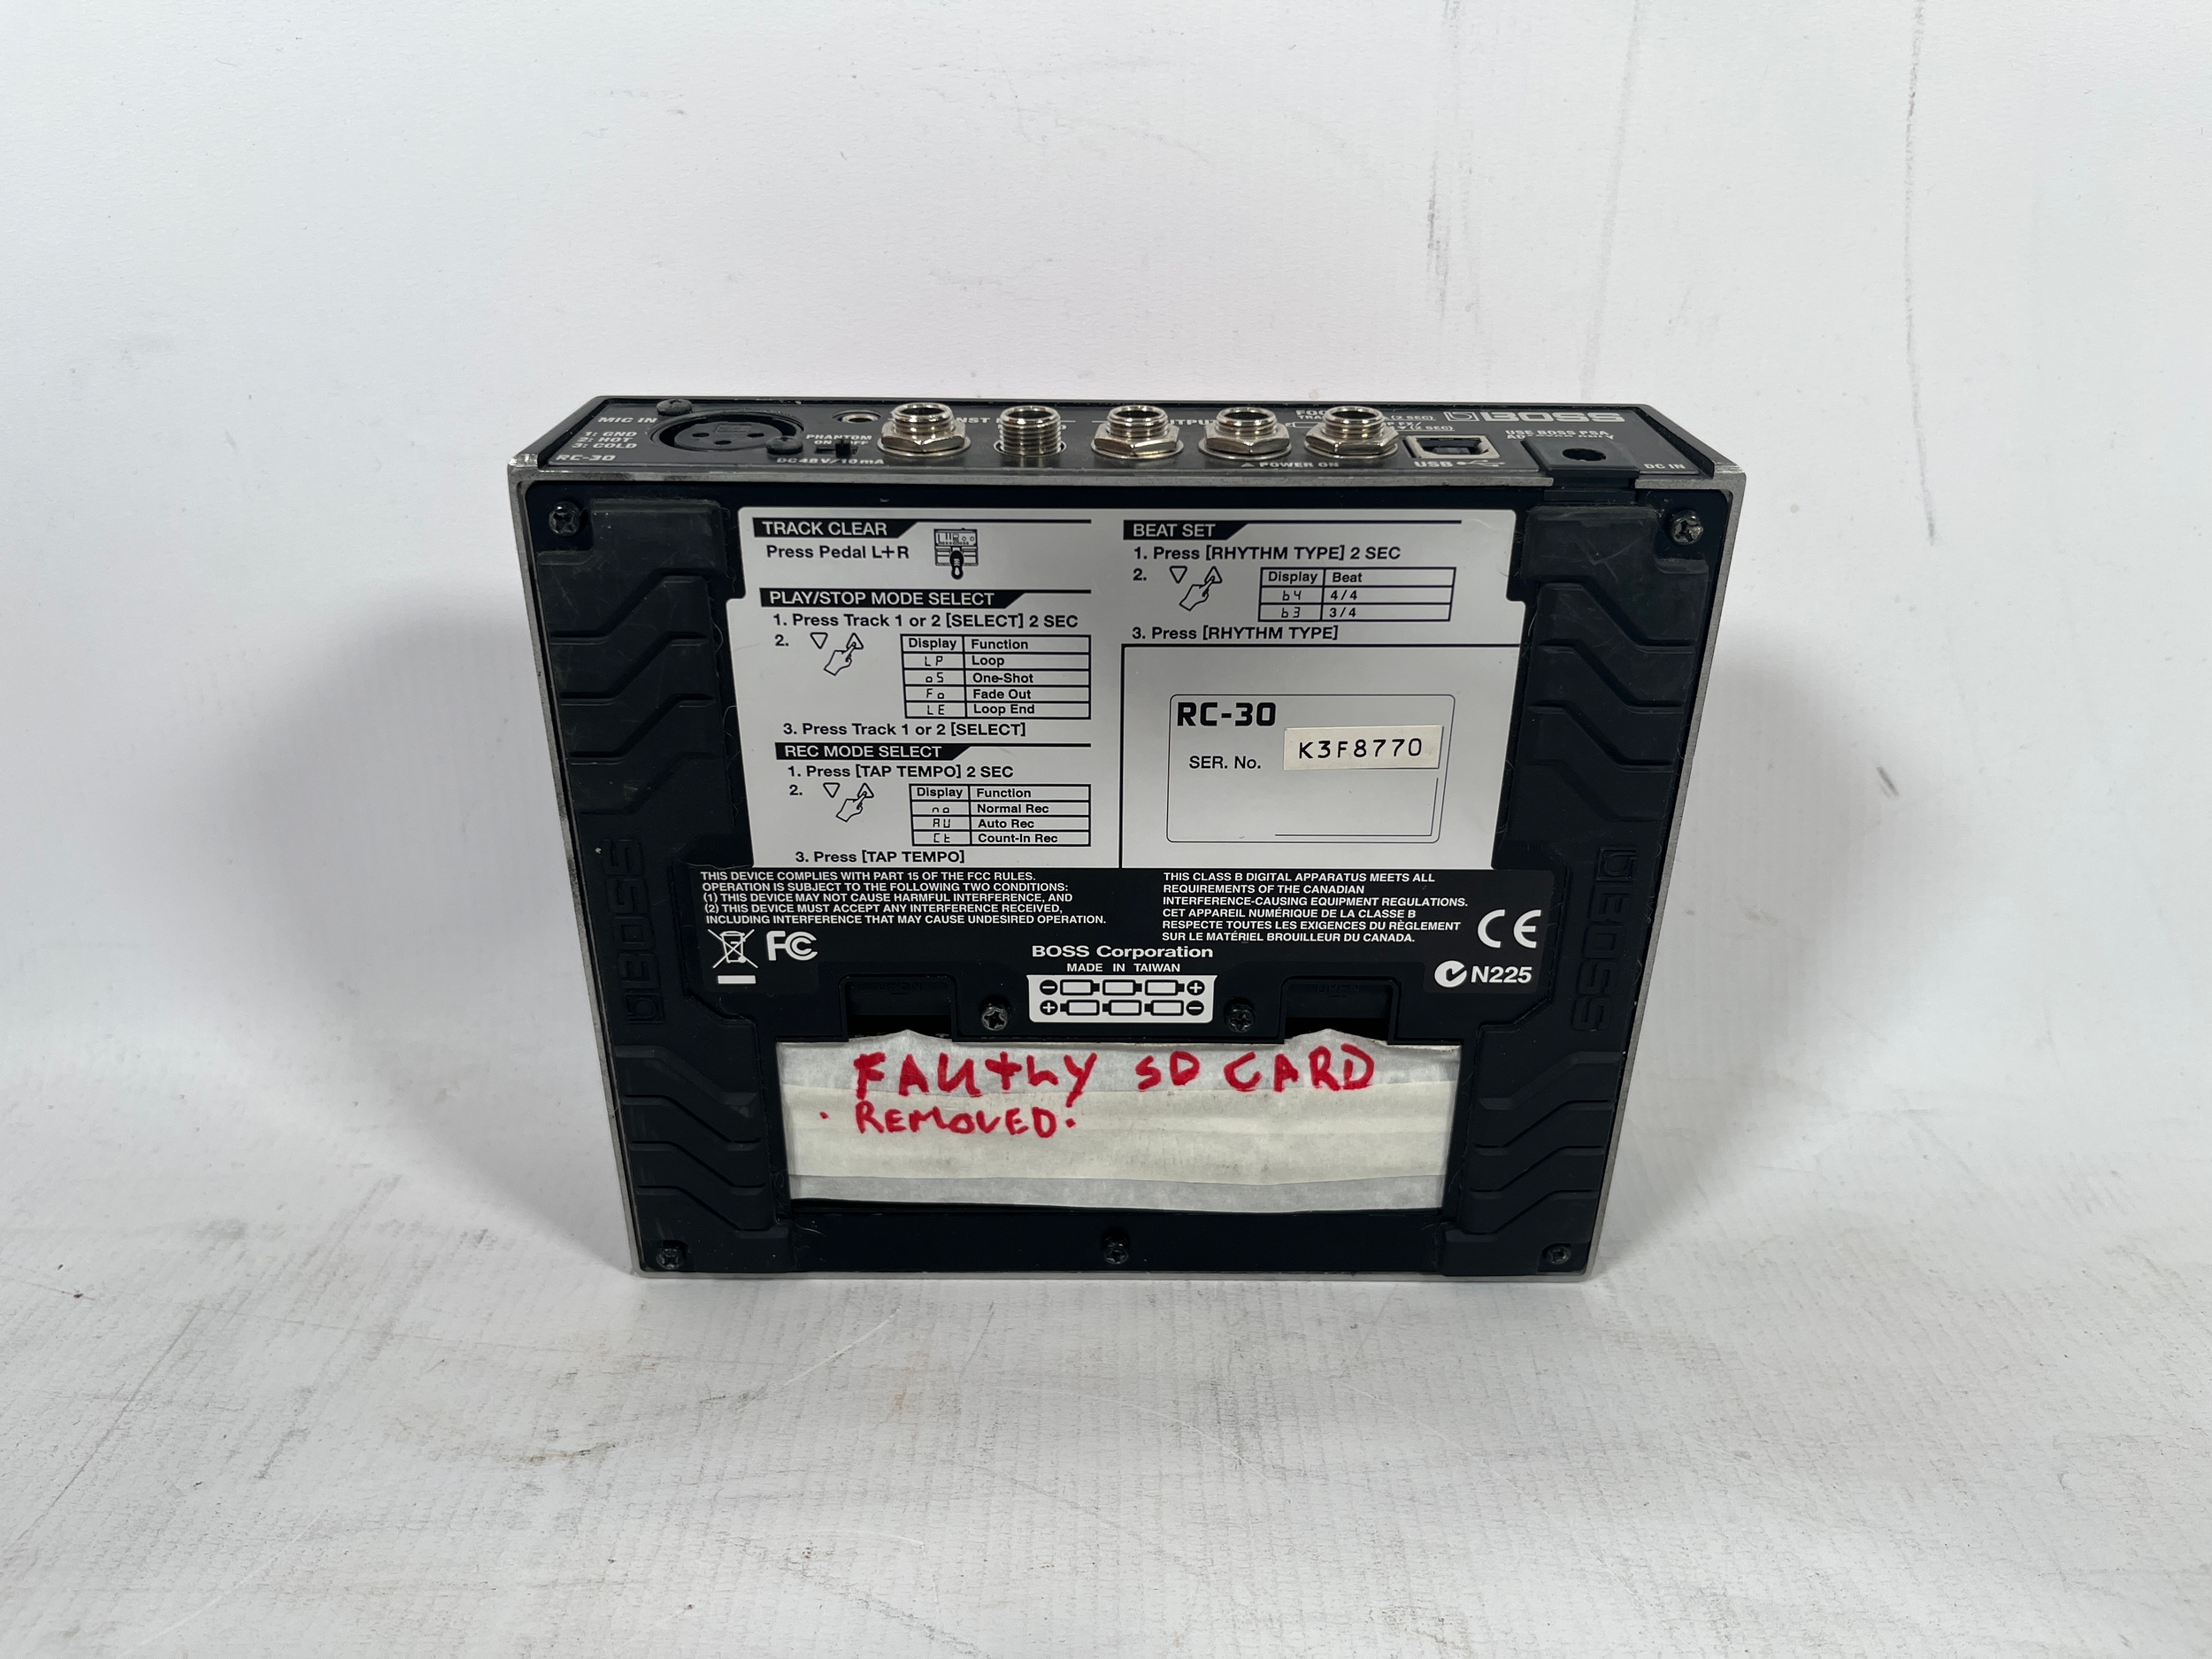 MIC IN
1: GND
2: HOT
3: COLD
RC-30
PHANTOM
ON
DC48V/10mA
POWER ON
(2 SEC)
USB
BOSS
USE BOSS PSA
DC IN
TRACK CLEAR
Press Pedal L+R
PLAY/STOP MODE SELECT
1. Press Track 1 or 2 [SELECT] 2 SEC
2.
Display Function
LP Loop
oS One-Shot
Fo Fade Out
LE Loop End
3. Press Track 1 or 2 [SELECT]
REC MODE SELECT
1. Press [TAP TEMPO] 2 SEC
2.
Display Function
no Normal Rec
AU Auto Rec
Ct Count-In Rec
3. Press [TAP TEMPO]
BEAT SET
1. Press [RHYTHM TYPE] 2 SEC
2.
Display Beat
b4 4/4
b3 3/4
3. Press [RHYTHM TYPE]
RC-30
SER. No. K3F8770
THIS DEVICE COMPLIES WITH PART 15 OF THE FCC RULES.
OPERATION IS SUBJECT TO THE FOLLOWING TWO CONDITIONS:
(1) THIS DEVICE MAY NOT CAUSE HARMFUL INTERFERENCE, AND
(2) THIS DEVICE MUST ACCEPT ANY INTERFERENCE RECEIVED,
INCLUDING INTERFERENCE THAT MAY CAUSE UNDESIRED OPERATION.
FC
THIS CLASS B DIGITAL APPARATUS MEETS ALL
REQUIREMENTS OF THE CANADIAN
INTERFERENCE-CAUSING EQUIPMENT REGULATIONS.
CET APPAREIL NUMÉRIQUE DE LA CLASSE B
RESPECTE TOUTES LES EXIGENCES DU RÈGLEMENT
SUR LE MATÉRIEL BROUILLEUR DU CANADA.
CE
N225
BOSS Corporation
MADE IN TAIWAN
BOSS
BOSS
OPEN
FAUtLY SD CARD
· REMOVED.